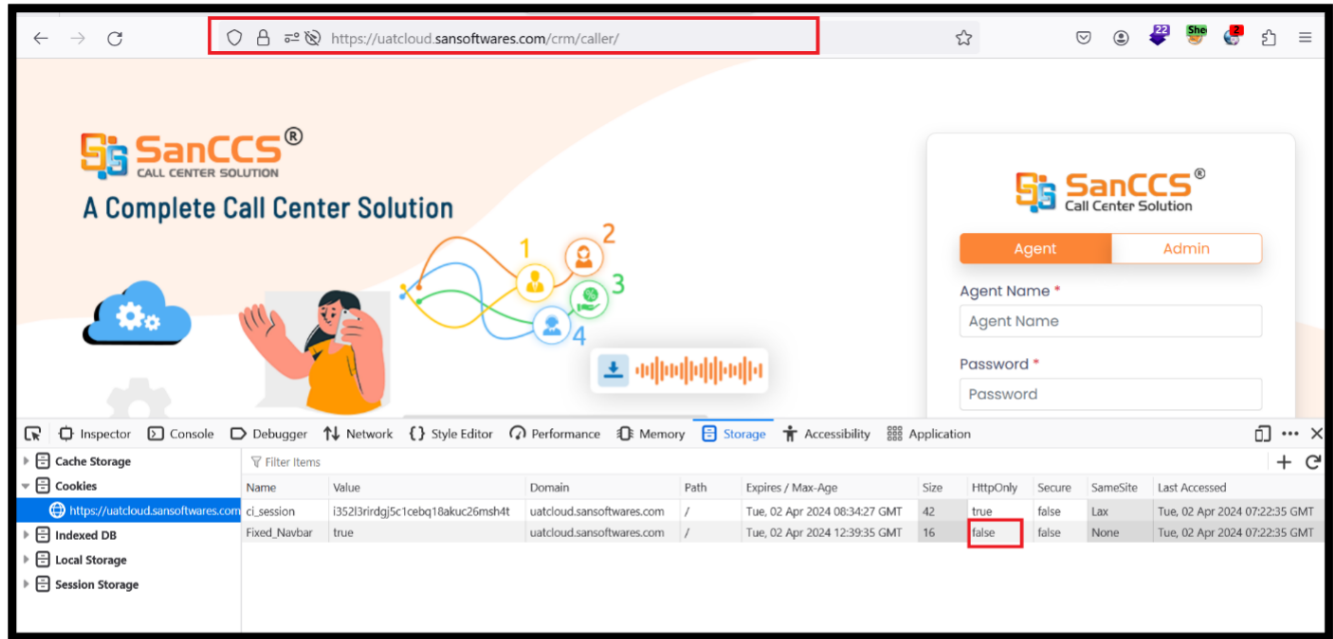 https://uatcloud.sansoftwares.com/crm/caller/
22
She
2
SanCCS®
CALL CENTER SOLUTION
A Complete Call Center Solution
1
2
3
4
SanCCS®
Call Center Solution
Agent Admin
Agent Name *
Agent Name
Password *
Password
Inspector Console Debugger Network {} Style Editor Performance Memory Storage Accessibility Application
Cache Storage
Cookies
https://uatcloud.sansoftwares.com
Indexed DB
Local Storage
Session Storage
Filter Items
Name Value Domain Path Expires / Max-Age Size HttpOnly Secure SameSite Last Accessed
ci_session i352l3rirdgj5c1cebq18akuc26msh4t uatcloud.sansoftwares.com / Tue, 02 Apr 2024 08:34:27 GMT 42 true false Lax Tue, 02 Apr 2024 07:22:35 GMT
Fixed_Navbar true uatcloud.sansoftwares.com / Tue, 02 Apr 2024 12:39:35 GMT 16 false false None Tue, 02 Apr 2024 07:22:35 GMT